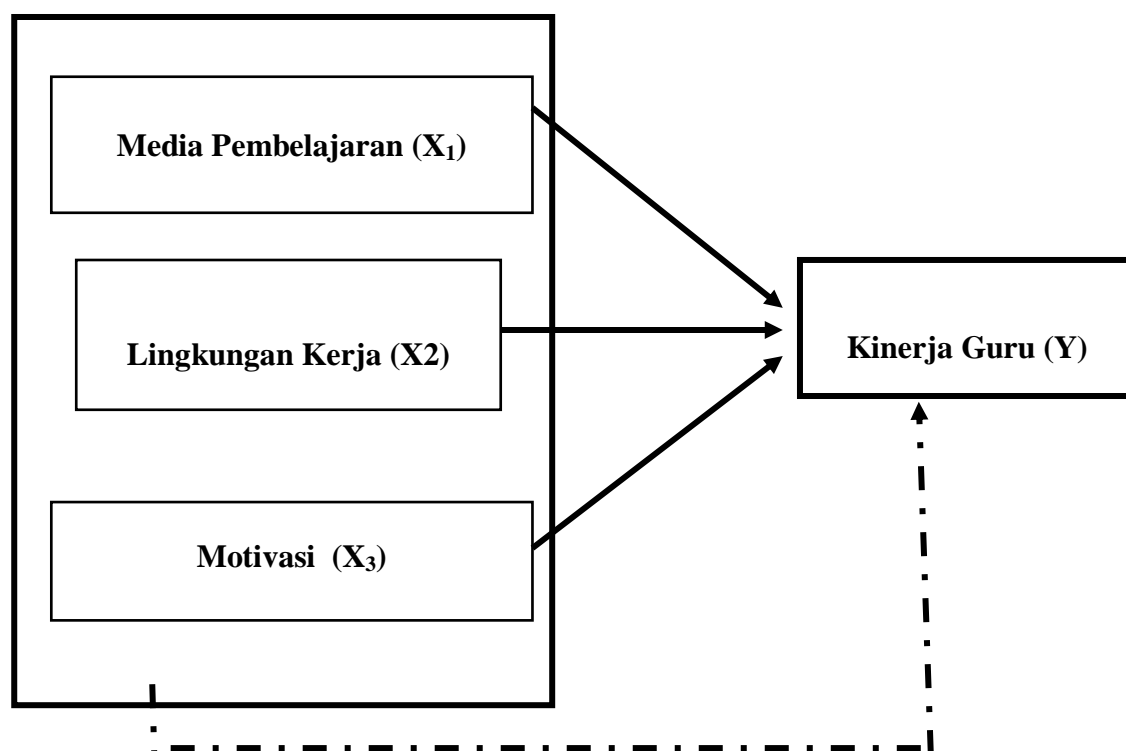 Media Pembelajaran (X₁)
Lingkungan Kerja (X2)
Kinerja Guru (Y)
Motivasi (X₃)